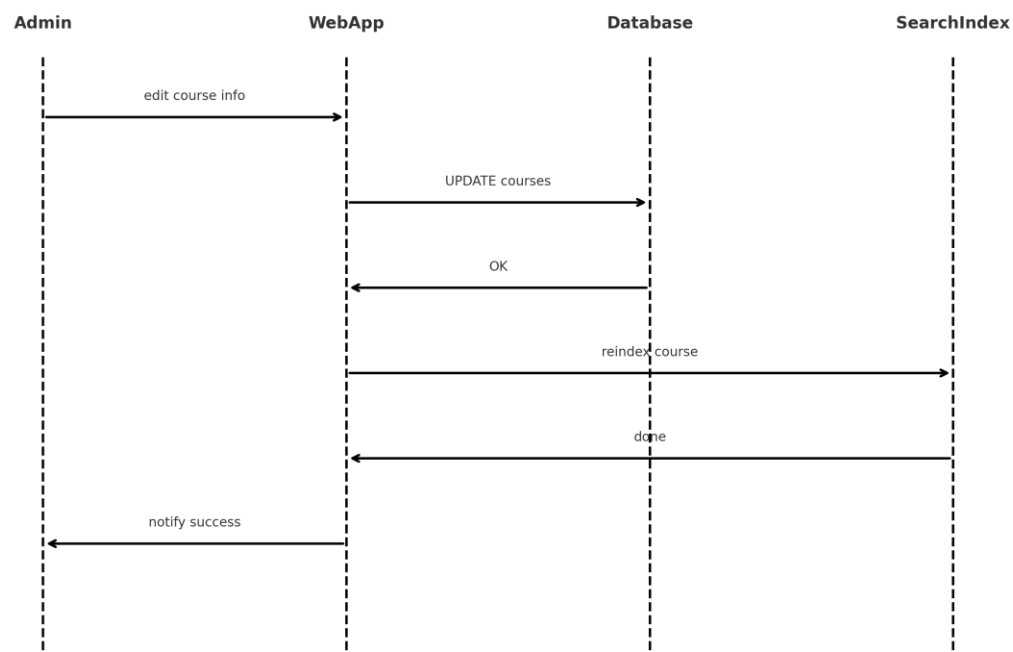 Admin
WebApp
Database
SearchIndex
edit course info
UPDATE courses
OK
reindex course
done
notify success